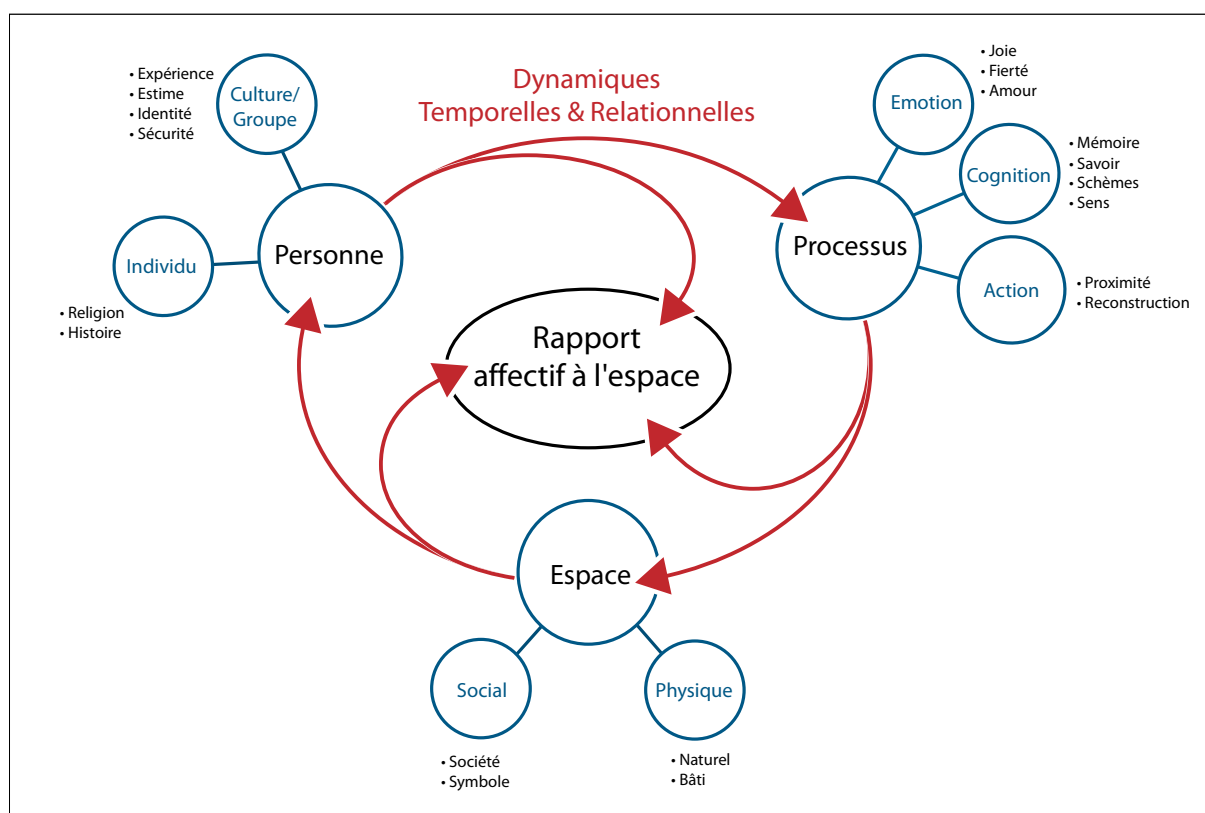 Dynamiques
Temporelles & Relationnelles
• Expérience
• Estime
• Identité
• Sécurité
Culture/
Groupe
Individu
• Religion
• Histoire
Personne
Processus
Emotion
• Joie
• Fierté
• Amour
Cognition
• Mémoire
• Savoir
• Schèmes
• Sens
Action
• Proximité
• Reconstruction
Rapport
affectif à l'espace
Espace
Social
• Société
• Symbole
Physique
• Naturel
• Bâti